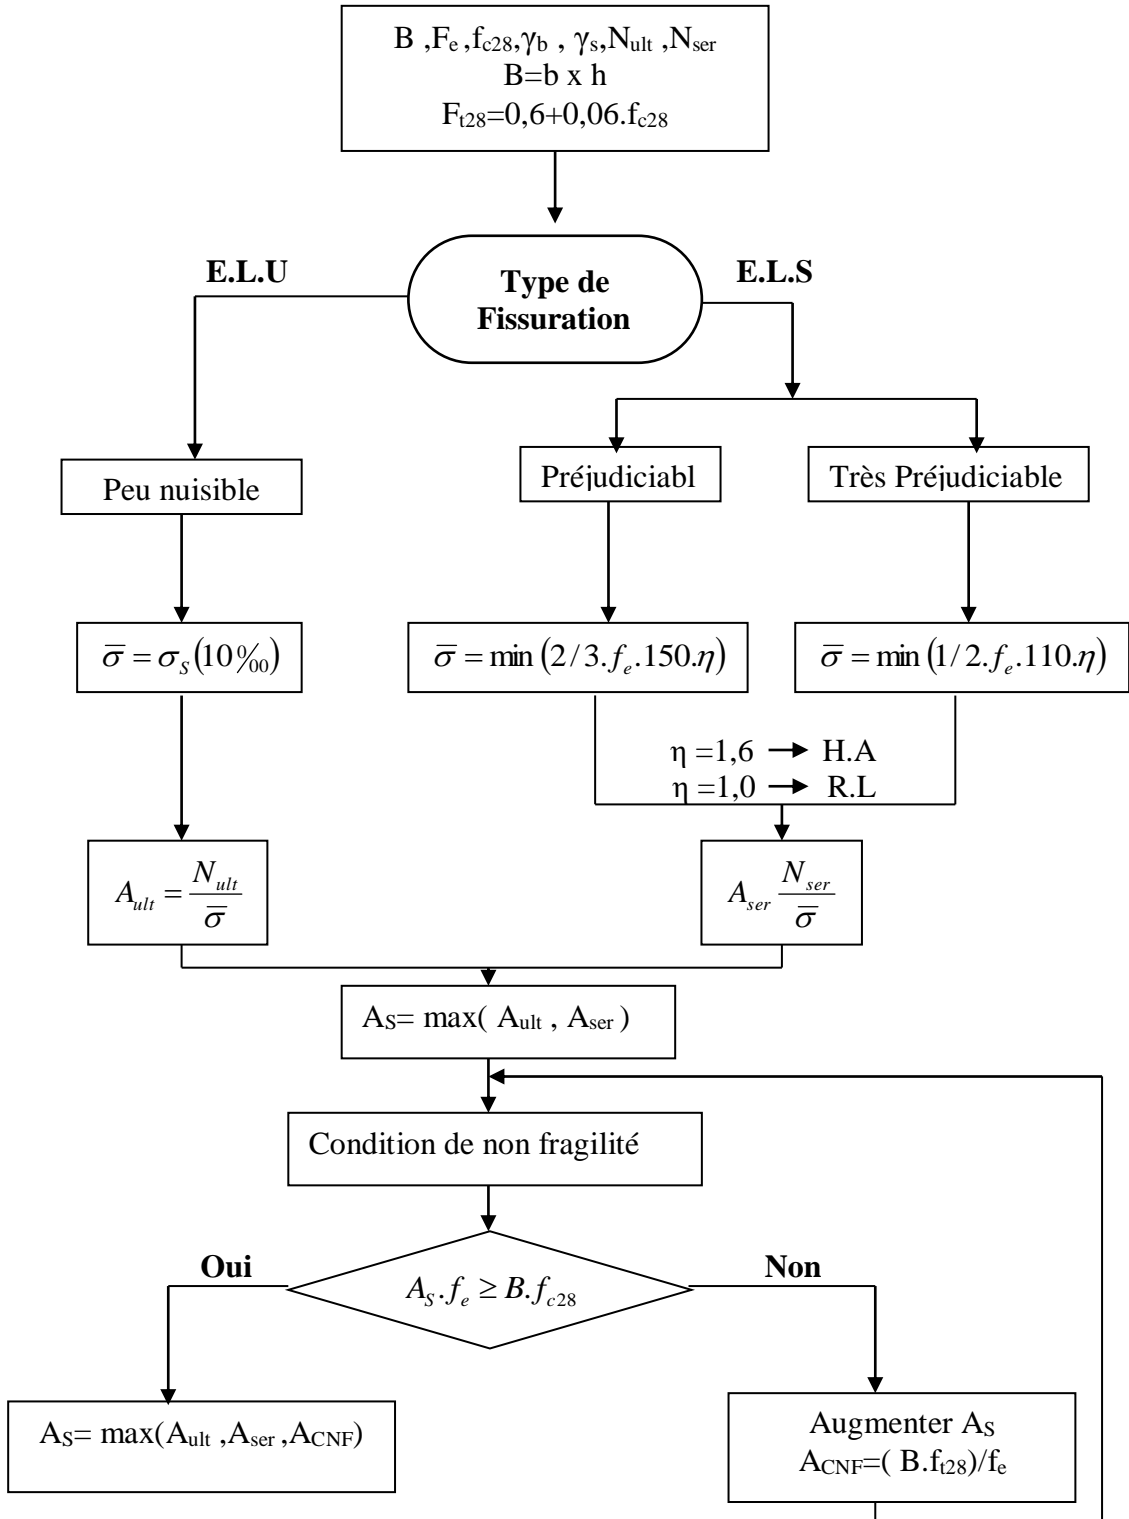 B ,Fe ,fc28,γb , γs,Nult ,Nser
B=b x h
Ft28=0,6+0,06.fc28
E.L.U
E.L.S
Type de
Fissuration
Peu nuisible
Préjudiciabl
Très Préjudiciable
σ̅ = σS(10‰)
σ̅ = min (2/3.fe.150.η)
σ̅ = min (1/2.fe.110.η)
η =1,6 → H.A
η =1,0 → R.L
Ault = Nult / σ̅
Aser Nser / σ̅
AS= max( Ault , Aser )
Condition de non fragilité
Oui
Non
AS.fe ≥ B.fc28
AS= max(Ault ,Aser ,ACNF)
Augmenter AS
ACNF=( B.ft28)/fe